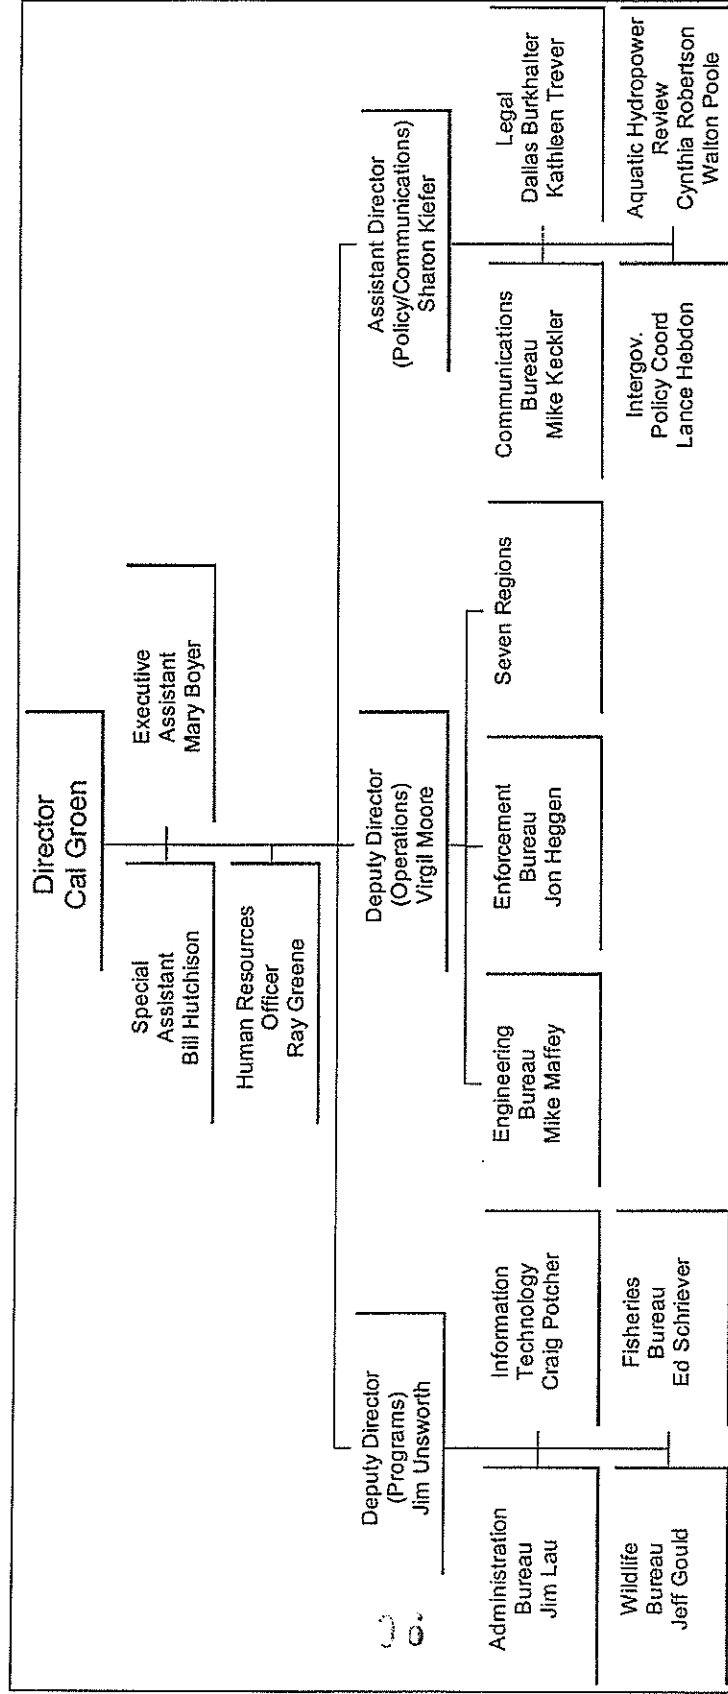 Director
Cal Groen
Special
Assistant
Bill Hutchison
Executive
Assistant
Mary Boyer
Human Resources
Officer
Ray Greene
Deputy Director
(Programs)
Jim Unsworth
Deputy Director
(Operations)
Virgil Moore
Assistant Director
(Policy/Communications)
Sharon Kiefer
Administration
Bureau
Jim Lau
Information
Technology
Craig Potcher
Engineering
Bureau
Mike Maffey
Enforcement
Bureau
Jon Heggen
Seven Regions
Communications
Bureau
Mike Keckler
Legal
Dallas Burkhalter
Kathleen Trever
Wildlife
Bureau
Jeff Gould
Fisheries
Bureau
Ed Schriever
Intergov.
Policy Coord
Lance Hebdon
Aquatic Hydropower
Review
Cynthia Robertson
Walton Poole